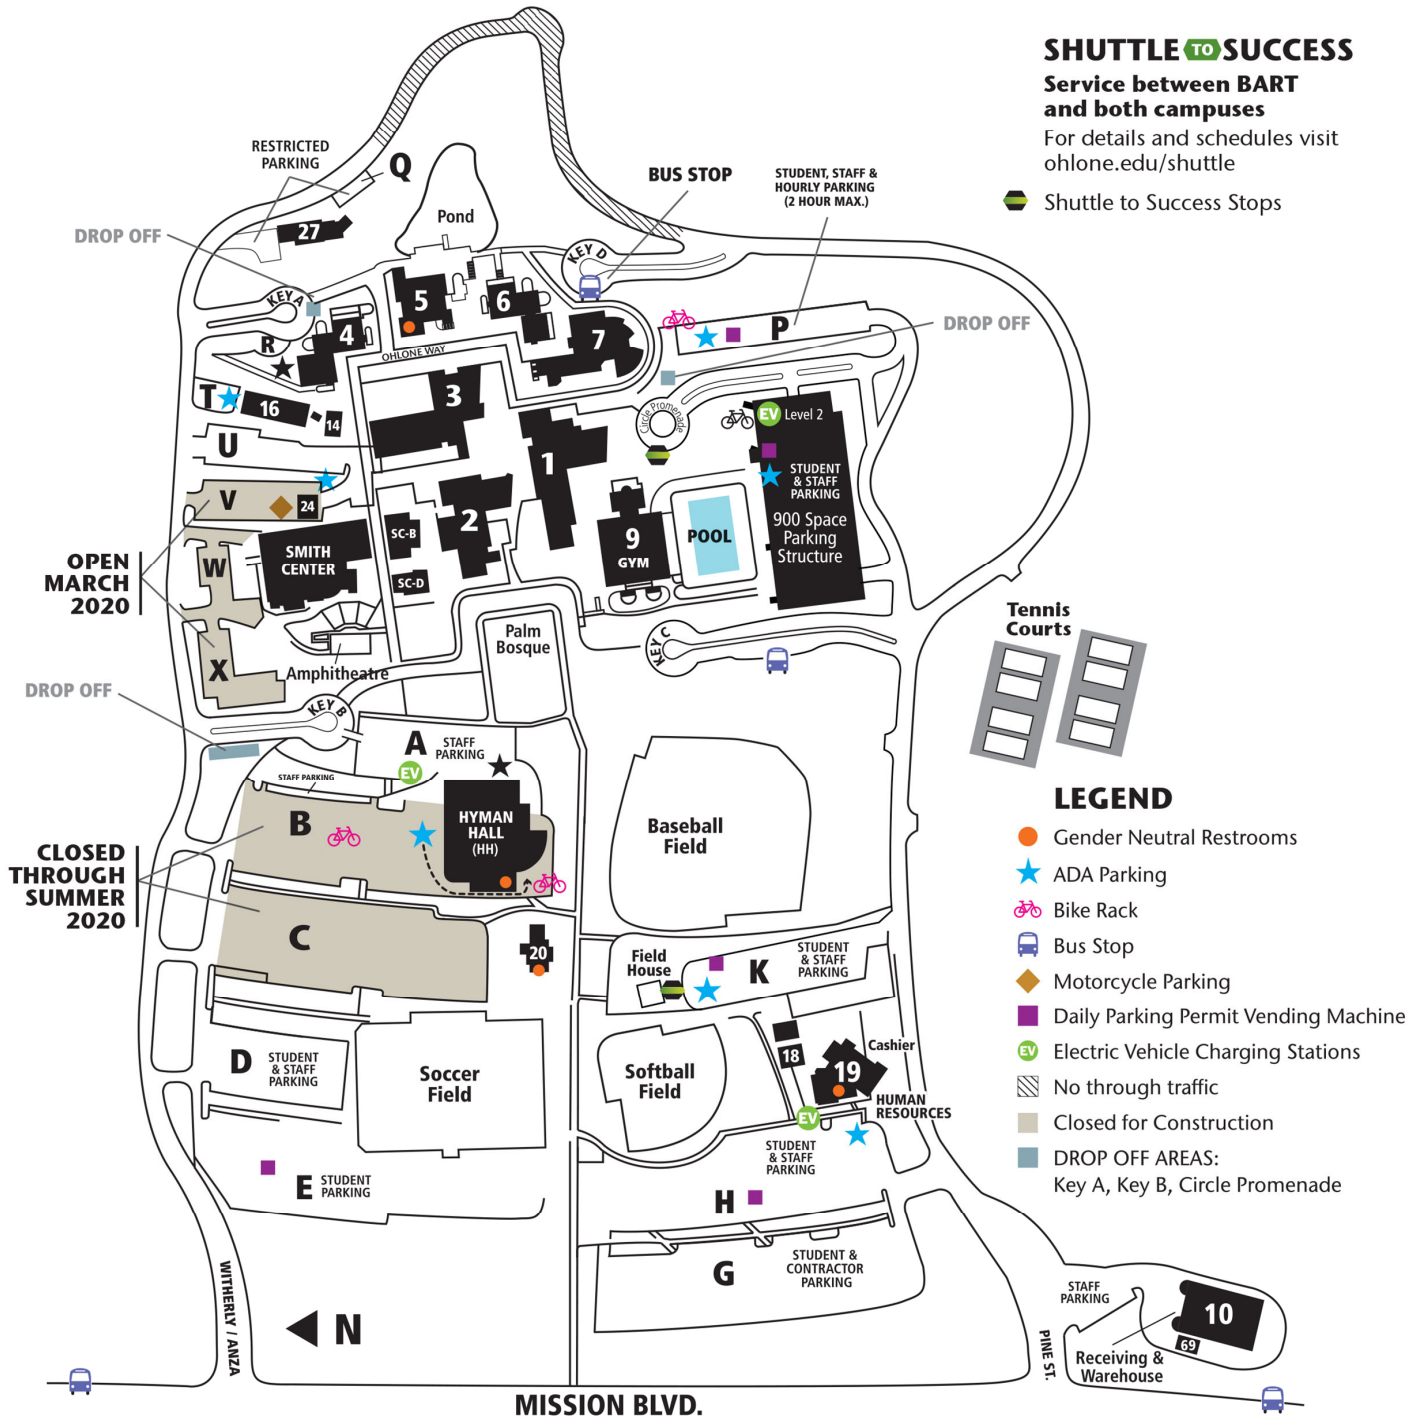 SHUTTLE TO SUCCESS
Service between BART
and both campuses
For details and schedules visit
ohlone.edu/shuttle
Shuttle to Success Stops
RESTRICTED
PARKING
Q
BUS STOP
STUDENT, STAFF &
HOURLY PARKING
(2 HOUR MAX.)
Pond
27
DROP OFF
KEY D
KEY A
5
6
4
7
P
DROP OFF
R
OHLONE WAY
T
16
14
3
Circle Promenade
EV
Level 2
U
1
STUDENT
& STAFF
PARKING
V
24
2
SC-B
900 Space
Parking
Structure
9
GYM
POOL
OPEN
MARCH
2020
W
SMITH
CENTER
SC-D
Tennis
Courts
Palm
Bosque
KEY C
X
Amphitheatre
DROP OFF
KEY B
A
STAFF
PARKING
EV
STAFF PARKING
LEGEND
B
HYMAN
HALL
(HH)
Baseball
Field
Gender Neutral Restrooms
CLOSED
THROUGH
SUMMER
2020
ADA Parking
Bike Rack
C
20
Field
House
K
STUDENT
& STAFF
PARKING
Bus Stop
Motorcycle Parking
Daily Parking Permit Vending Machine
EV
Electric Vehicle Charging Stations
D
STUDENT
& STAFF
PARKING
Soccer
Field
Softball
Field
18
19
Cashier
No through traffic
HUMAN
RESOURCES
EV
Closed for Construction
STUDENT
& STAFF
PARKING
DROP OFF AREAS:
Key A, Key B, Circle Promenade
E
STUDENT
PARKING
H
G
STUDENT &
CONTRACTOR
PARKING
WITHERLY / ANZA
N
STAFF
PARKING
10
69
PINE ST.
Receiving &
Warehouse
MISSION BLVD.